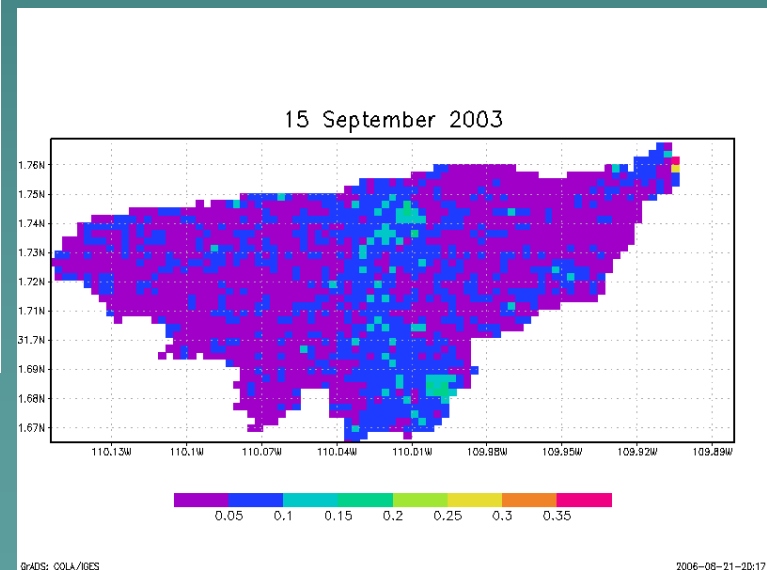 15 September 2003
1.76N
1.75N
1.74N
1.73N
1.72N
1.71N
31.7N
1.69N
1.68N
1.67N
110.13W 110.1W 110.07W 110.04W 110.01W 109.98W 109.95W 109.92W 109.89W
0.05 0.1 0.15 0.2 0.25 0.3 0.35
GrADS: COLA/IGES 2006-08-21-20:17